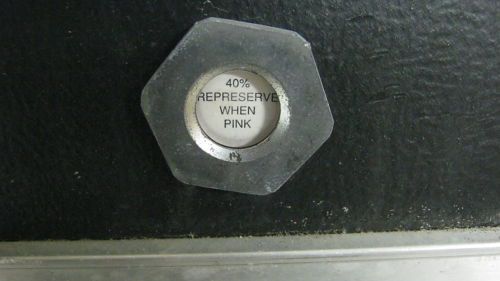 40%
REPRESERVE
WHEN
PINK